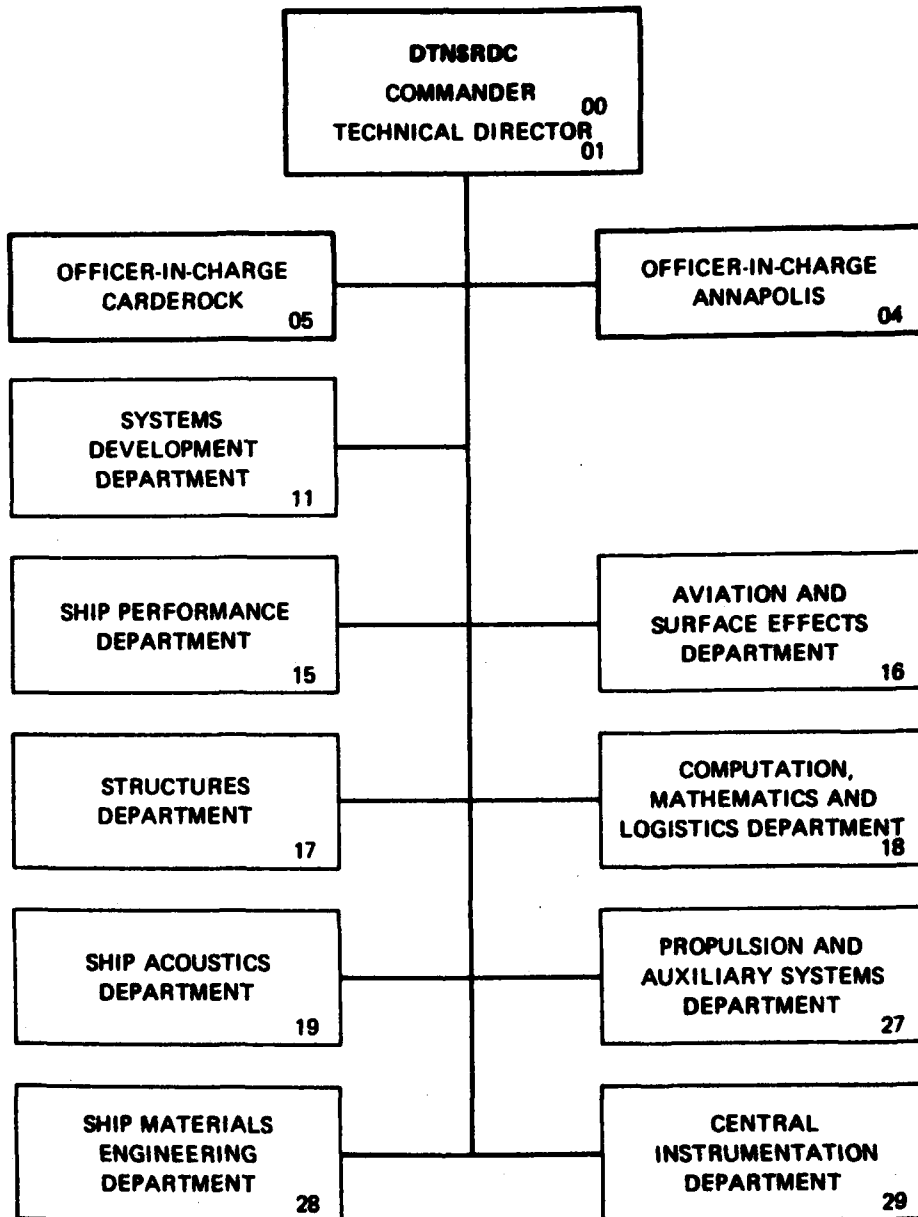 DTNSRDC
COMMANDER
00
TECHNICAL DIRECTOR
01
OFFICER-IN-CHARGE
CARDEROCK
05
OFFICER-IN-CHARGE
ANNAPOLIS
04
SYSTEMS
DEVELOPMENT
DEPARTMENT
11
SHIP PERFORMANCE
DEPARTMENT
15
AVIATION AND
SURFACE EFFECTS
DEPARTMENT
16
STRUCTURES
DEPARTMENT
17
COMPUTATION,
MATHEMATICS AND
LOGISTICS DEPARTMENT
18
SHIP ACOUSTICS
DEPARTMENT
19
PROPULSION AND
AUXILIARY SYSTEMS
DEPARTMENT
27
SHIP MATERIALS
ENGINEERING
DEPARTMENT
28
CENTRAL
INSTRUMENTATION
DEPARTMENT
29